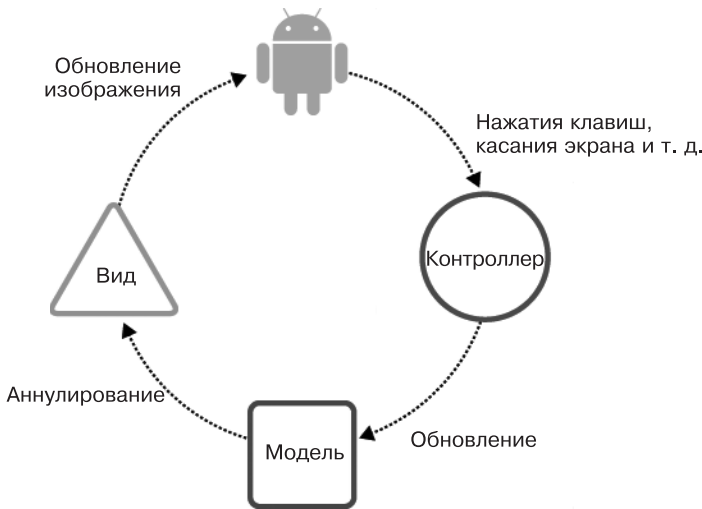 Обновление
изображения
Нажатия клавиш,
касания экрана и т. д.
Контроллер
Вид
Аннулирование
Модель
Обновление